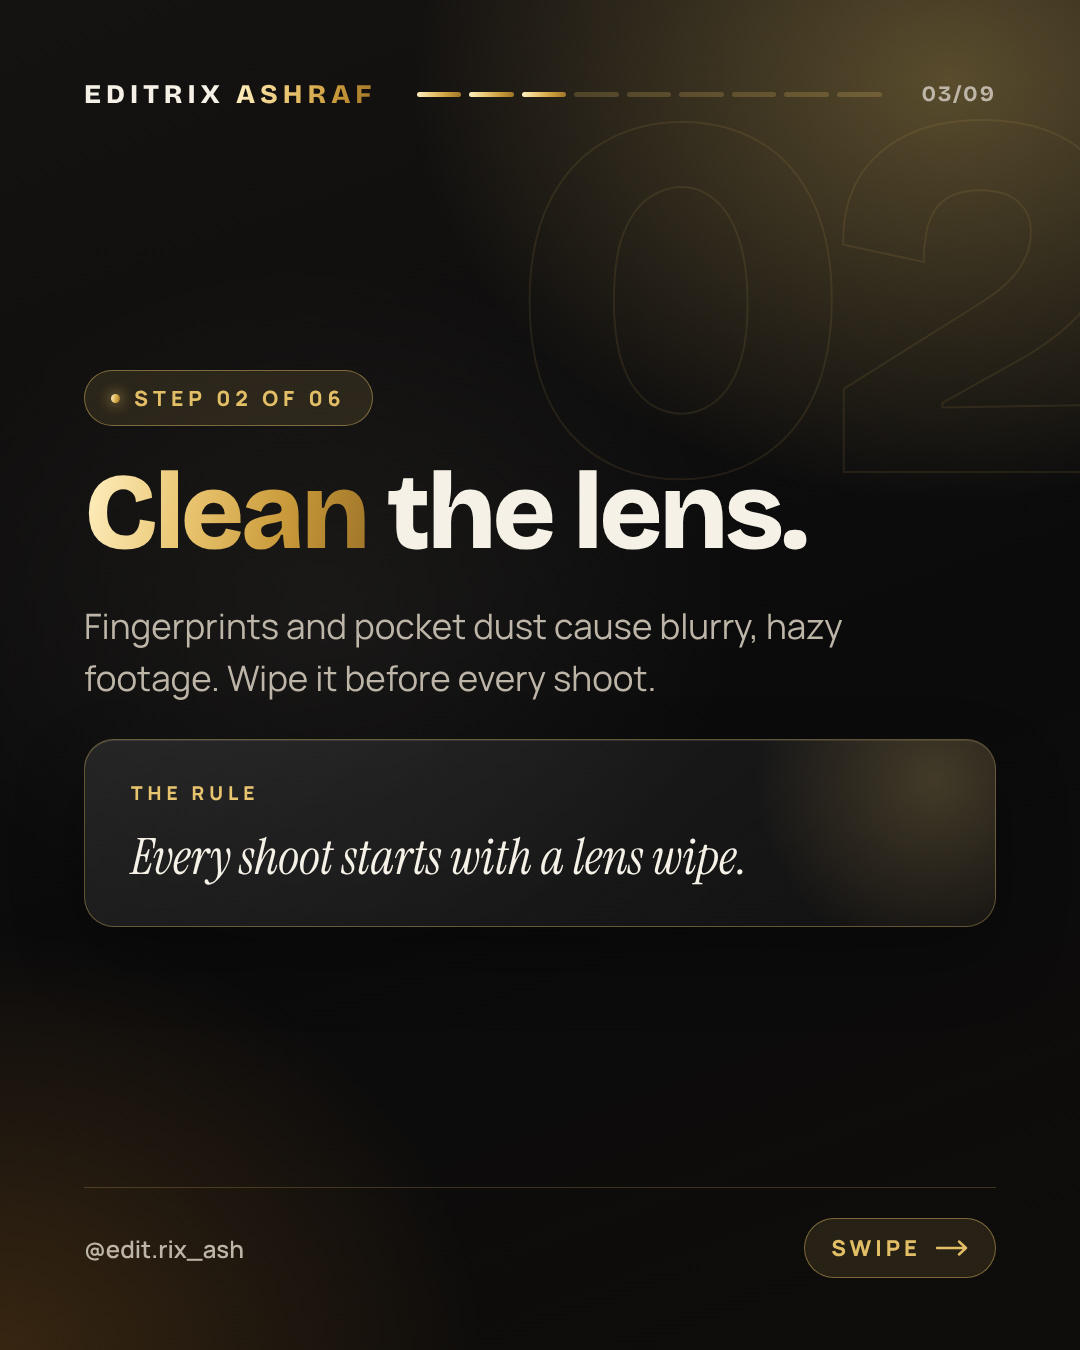 EDITRIX ASHRAF
03/09
02
STEP 02 OF 06
Clean the lens.
Fingerprints and pocket dust cause blurry, hazy
footage. Wipe it before every shoot.
THE RULE
Every shoot starts with a lens wipe.
@edit.rix_ash
SWIPE →